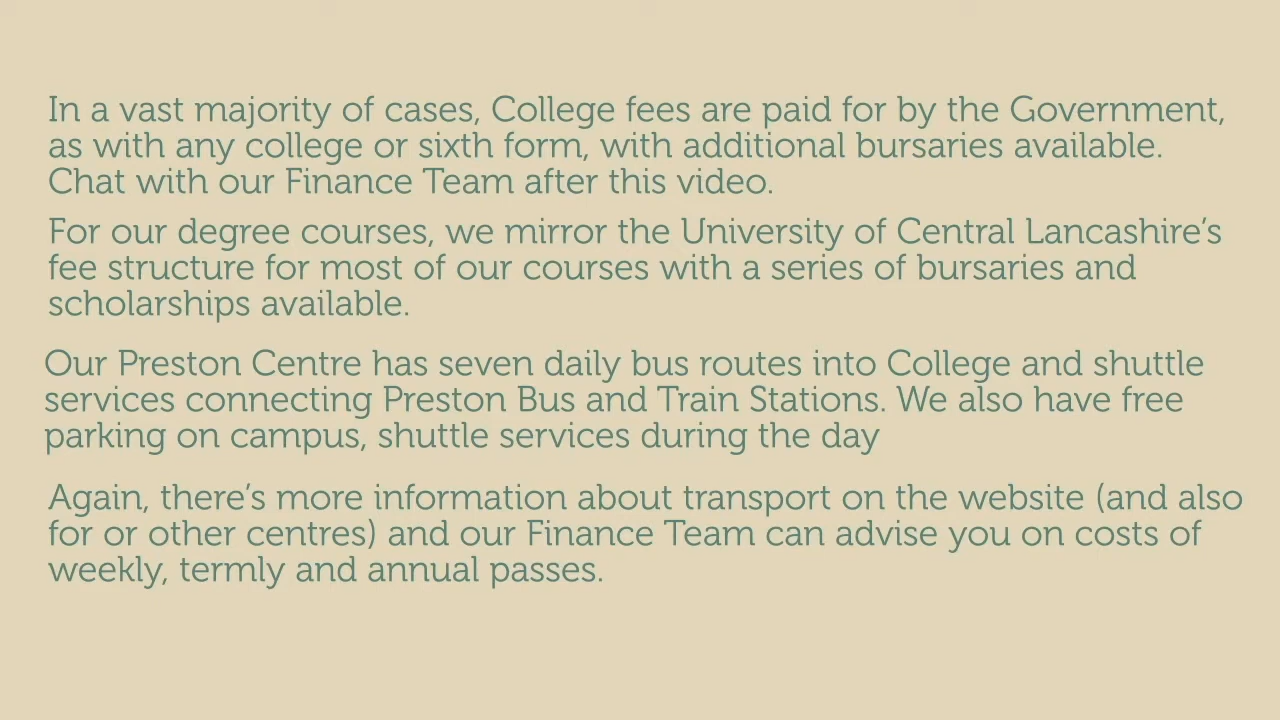 In a vast majority of cases, College fees are paid for by the Government,
as with any college or sixth form, with additional bursaries available.
Chat with our Finance Team after this video.
For our degree courses, we mirror the University of Central Lancashire’s
fee structure for most of our courses with a series of bursaries and
scholarships available.
Our Preston Centre has seven daily bus routes into College and shuttle
services connecting Preston Bus and Train Stations. We also have free
parking on campus, shuttle services during the day
Again, there’s more information about transport on the website (and also
for or other centres) and our Finance Team can advise you on costs of
weekly, termly and annual passes.